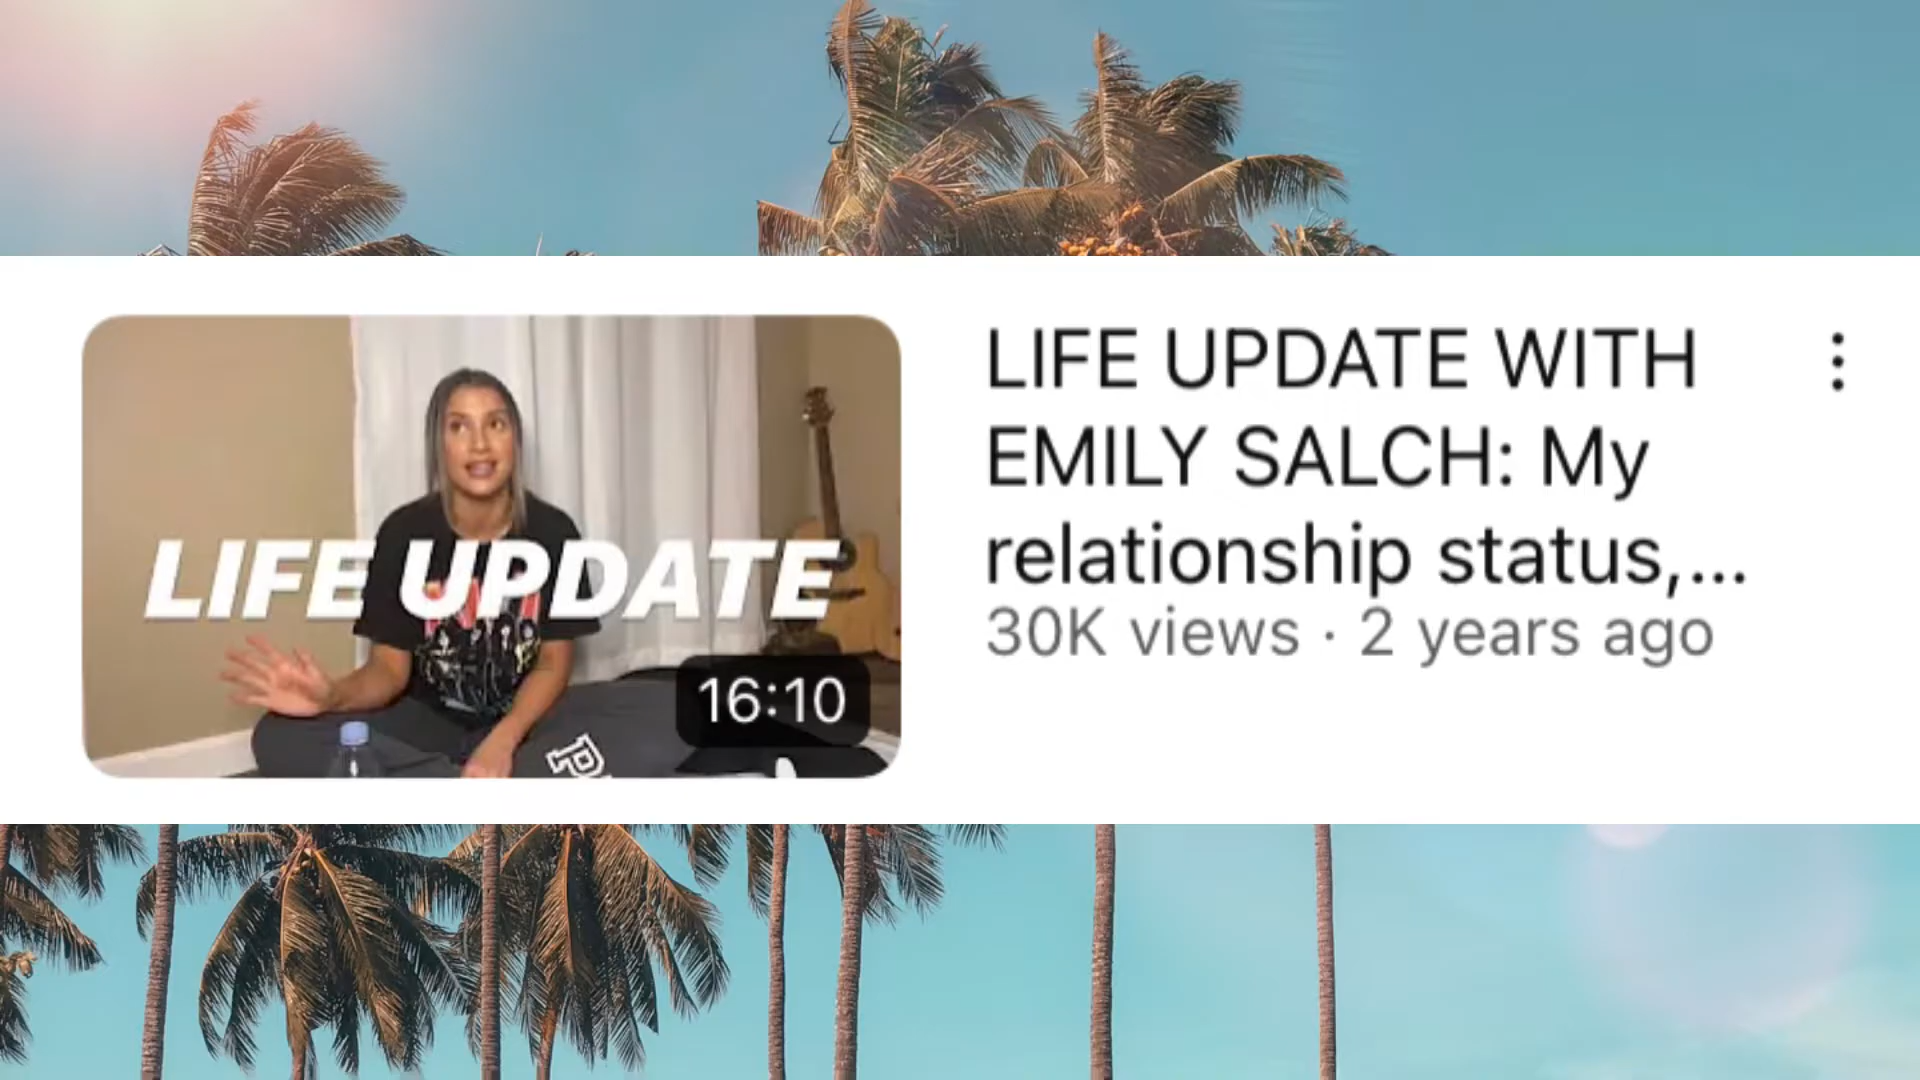 LIFE UPDATE
16:10
P
LIFE UPDATE WITH
EMILY SALCH: My
relationship status,...
30K views · 2 years ago